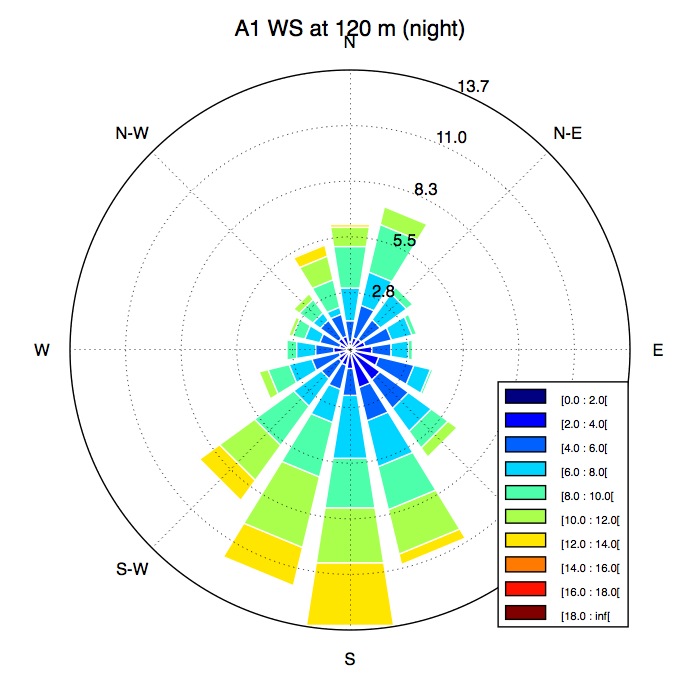 A1 WS at 120 m (night)
N
13.7
11.0
N-W
N-E
8.3
5.5
2.8
W
E
[0.0 : 2.0[
[2.0 : 4.0[
[4.0 : 6.0[
[6.0 : 8.0[
[8.0 : 10.0[
[10.0 : 12.0[
[12.0 : 14.0[
[14.0 : 16.0[
[16.0 : 18.0[
[18.0 : inf[
S-W
S